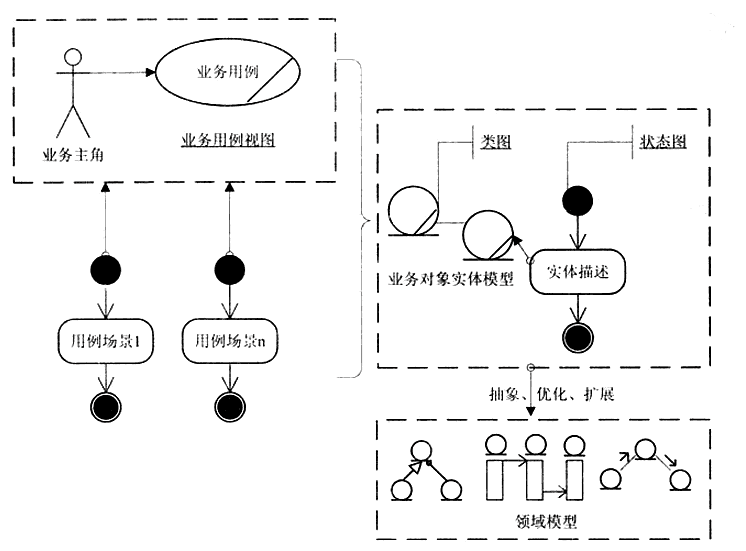 业务用例
业务主角
业务用例视图
用例场景1
用例场景n
类图
状态图
业务对象实体模型
实体描述
抽象、优化、扩展
领域模型